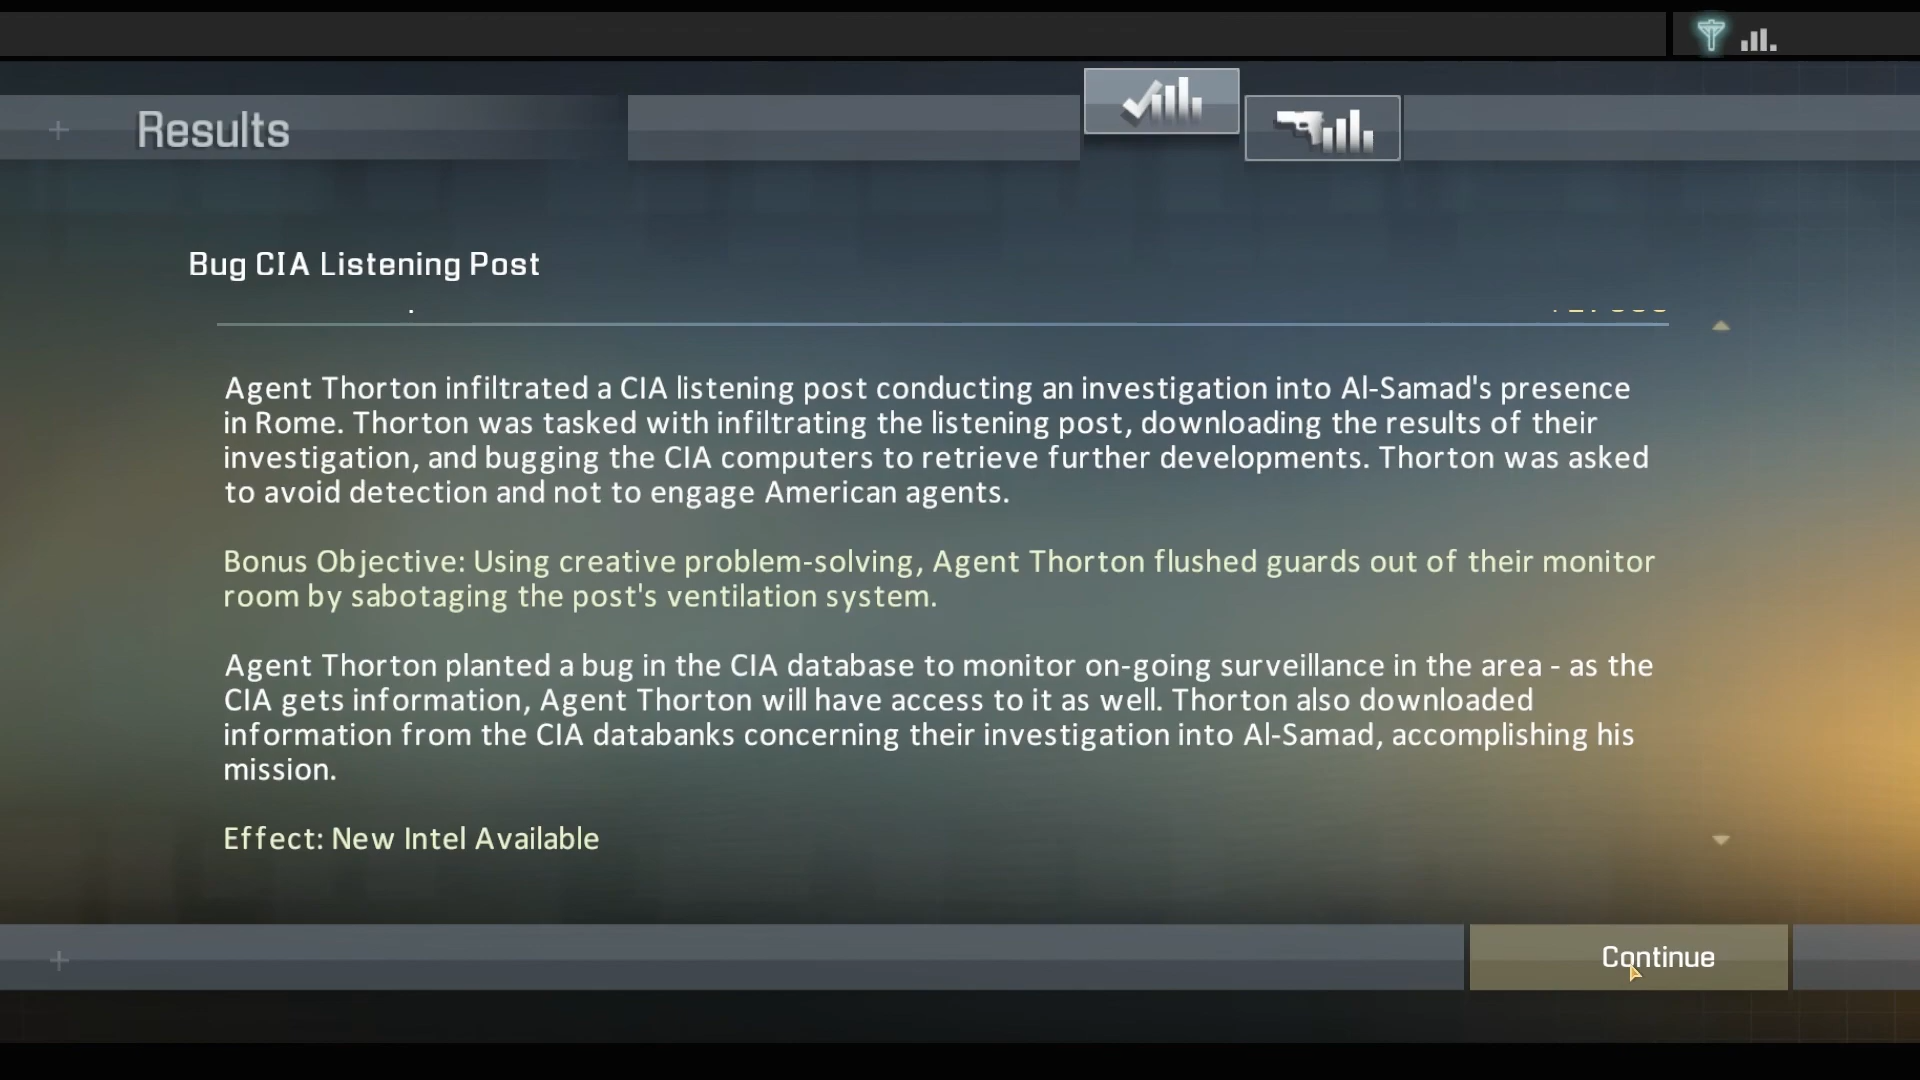 Results
Bug CIA Listening Post
Agent Thorton infiltrated a CIA listening post conducting an investigation into Al-Samad's presence
in Rome. Thorton was tasked with infiltrating the listening post, downloading the results of their
investigation, and bugging the CIA computers to retrieve further developments. Thorton was asked
to avoid detection and not to engage American agents.
Bonus Objective: Using creative problem-solving, Agent Thorton flushed guards out of their monitor
room by sabotaging the post's ventilation system.
Agent Thorton planted a bug in the CIA database to monitor on-going surveillance in the area - as the
CIA gets information, Agent Thorton will have access to it as well. Thorton also downloaded
information from the CIA databanks concerning their investigation into Al-Samad, accomplishing his
mission.
Effect: New Intel Available
Continue